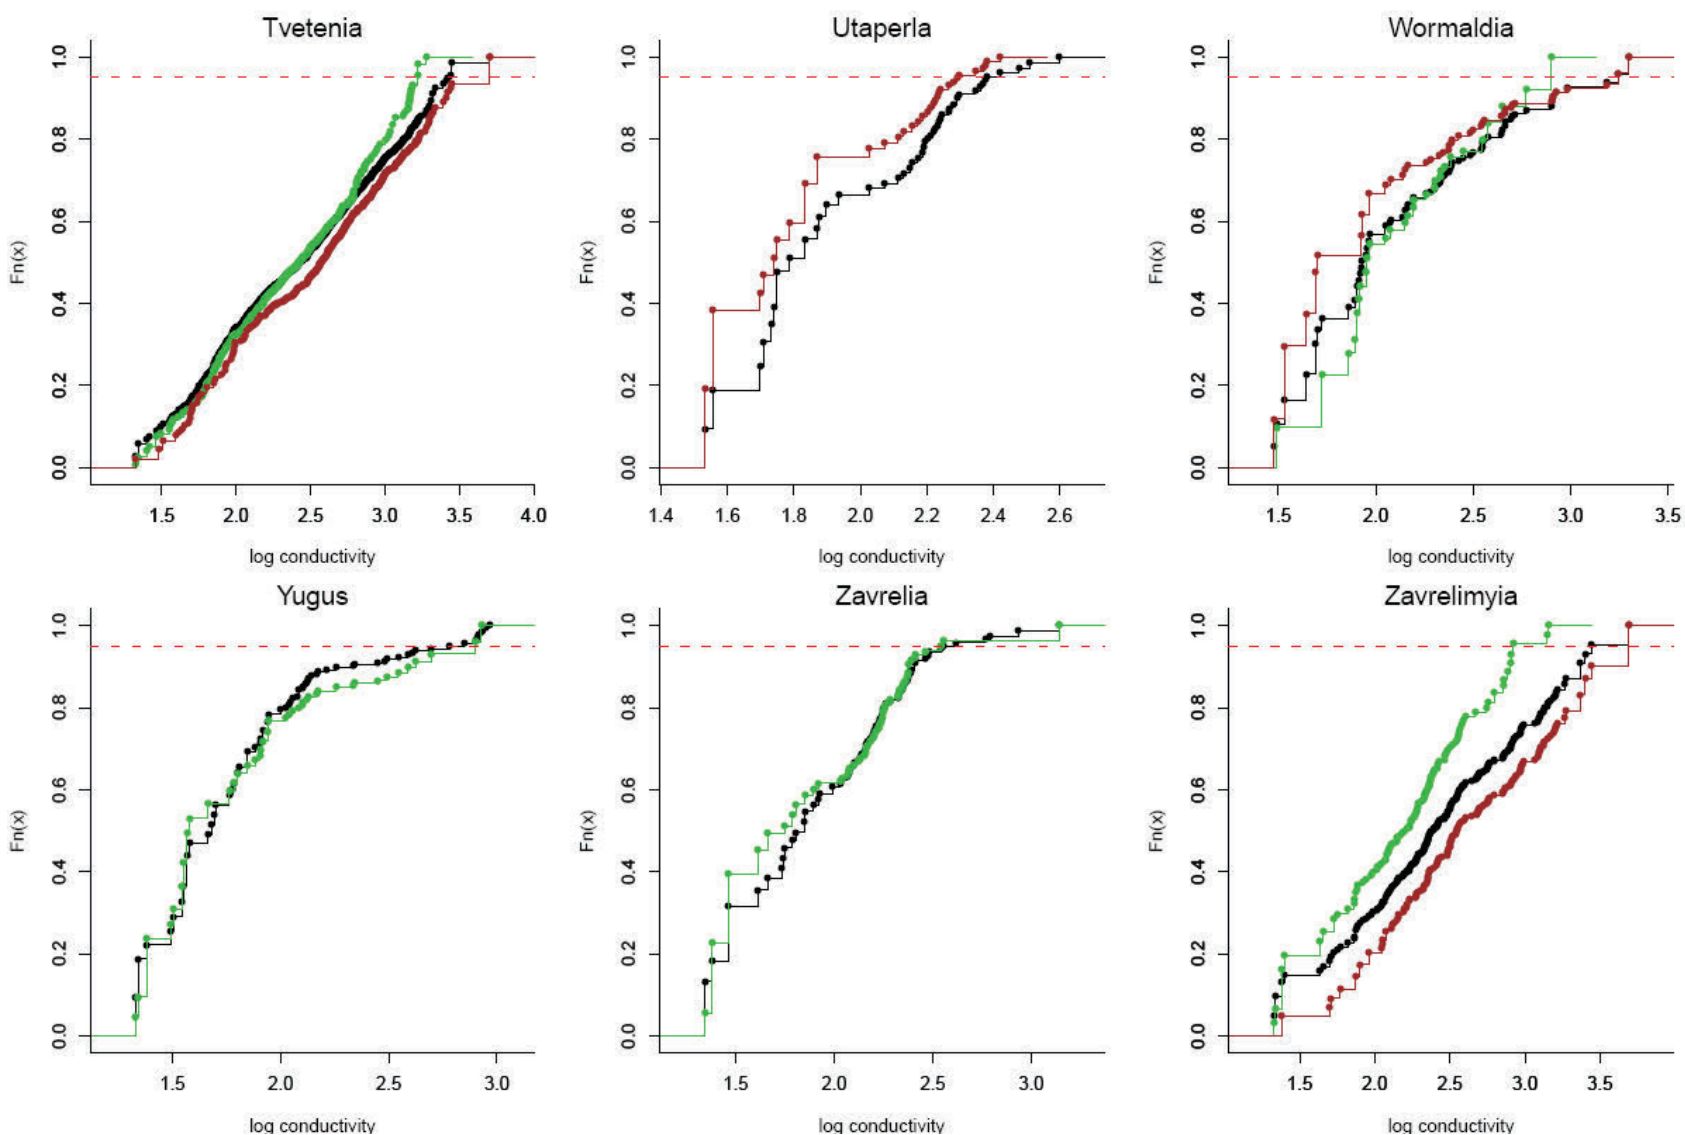 Tvetenia
Utaperla
Wormaldia
Fn(x)
0.0 0.2 0.4 0.6 0.8 1.0
1.5 2.0 2.5 3.0 3.5 4.0
log conductivity
Fn(x)
0.0 0.2 0.4 0.6 0.8 1.0
1.4 1.6 1.8 2.0 2.2 2.4 2.6
log conductivity
Fn(x)
0.0 0.2 0.4 0.6 0.8 1.0
1.5 2.0 2.5 3.0 3.5
log conductivity
Yugus
Zavrelia
Zavrelimyia
Fn(x)
0.0 0.2 0.4 0.6 0.8 1.0
1.5 2.0 2.5 3.0
log conductivity
Fn(x)
0.0 0.2 0.4 0.6 0.8 1.0
1.5 2.0 2.5 3.0
log conductivity
Fn(x)
0.0 0.2 0.4 0.6 0.8 1.0
1.5 2.0 2.5 3.0 3.5
log conductivity